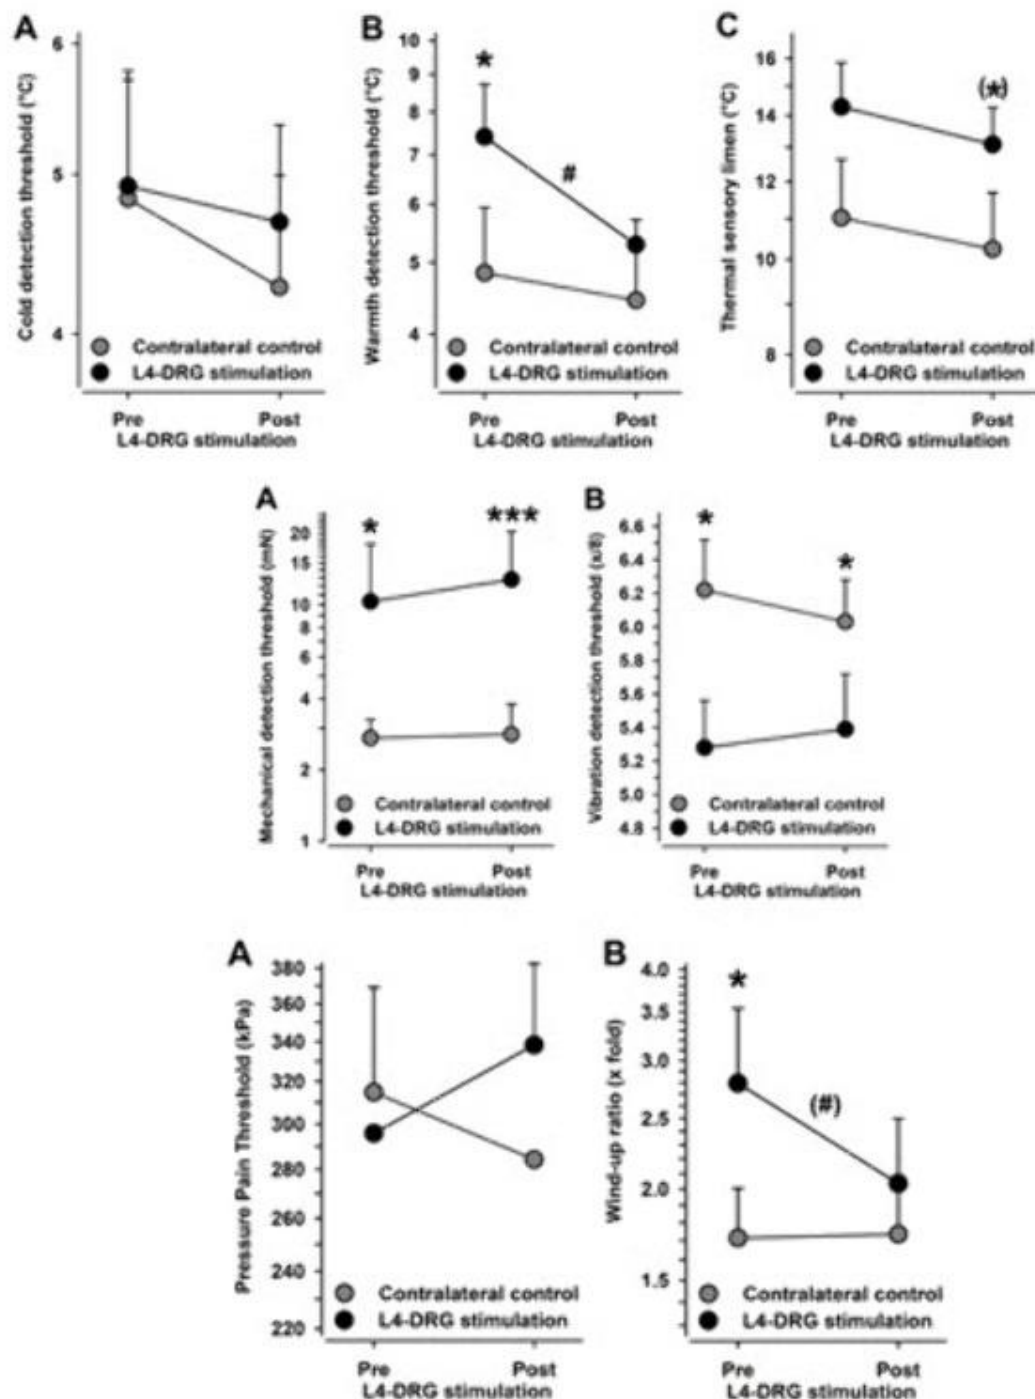 A
Cold detection threshold (°C)
6
5
4
Contralateral control
L4-DRG stimulation
Pre Post
L4-DRG stimulation
B
Warmth detection threshold (°C)
10
9
8
7
6
5
4
*
#
Contralateral control
L4-DRG stimulation
Pre Post
L4-DRG stimulation
C
Thermal sensory limen (°C)
16
14
12
10
8
(*)
Contralateral control
L4-DRG stimulation
Pre Post
L4-DRG stimulation
A
Mechanical detection threshold (mN)
20
15
10
8
6
4
2
1
*
***
Contralateral control
L4-DRG stimulation
Pre Post
L4-DRG stimulation
B
Vibration detection threshold (x/8)
6.6
6.4
6.2
6.0
5.8
5.6
5.4
5.2
5.0
4.8
*
*
Contralateral control
L4-DRG stimulation
Pre Post
L4-DRG stimulation
A
Pressure Pain Threshold (kPa)
380
360
340
320
300
280
260
240
220
Contralateral control
L4-DRG stimulation
Pre Post
L4-DRG stimulation
B
Wind-up ratio (x fold)
4.0
3.5
3.0
2.5
2.0
1.5
*
(#)
Contralateral control
L4-DRG stimulation
Pre Post
L4-DRG stimulation